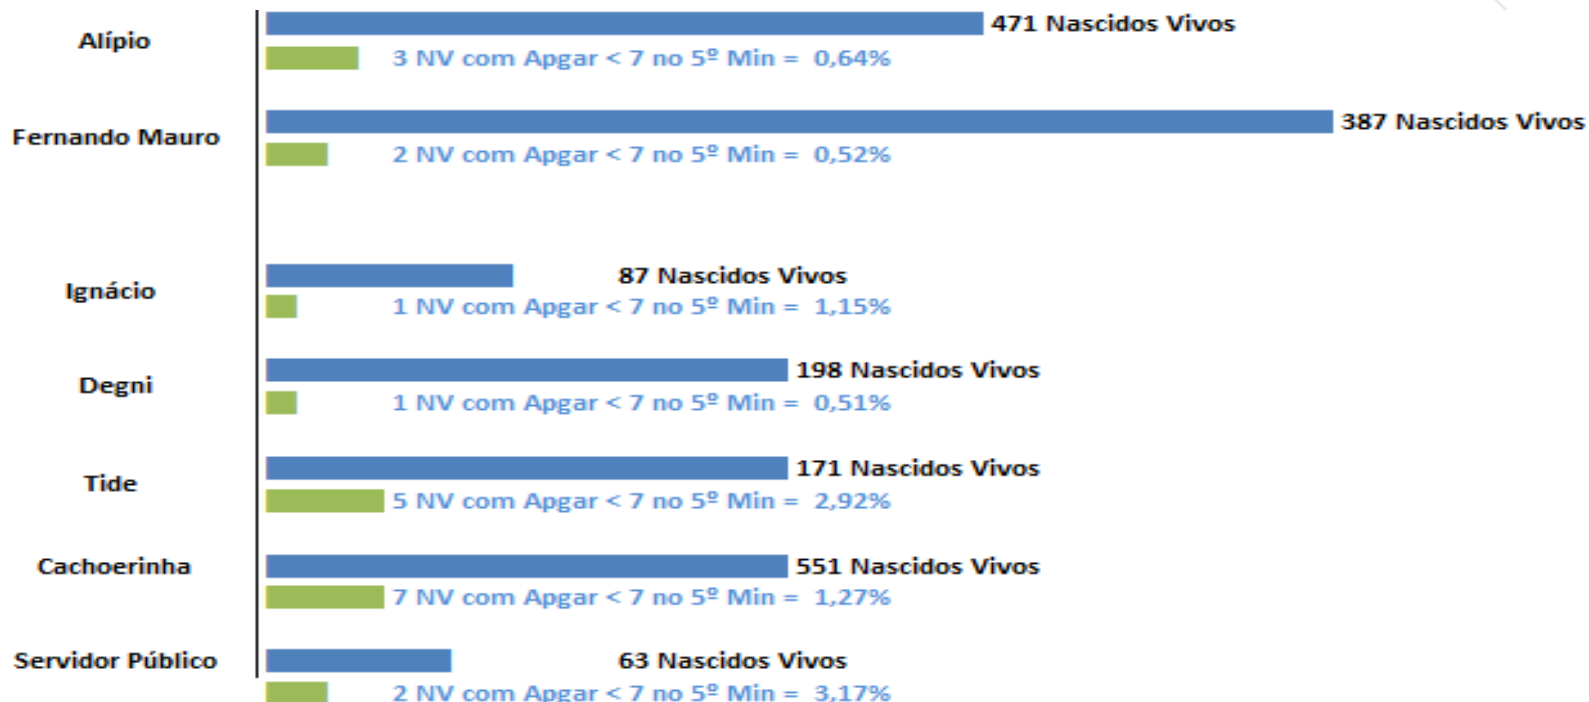 Alípio
471 Nascidos Vivos
3 NV com Apgar < 7 no 5º Min = 0,64%
Fernando Mauro
387 Nascidos Vivos
2 NV com Apgar < 7 no 5º Min = 0,52%
Ignácio
87 Nascidos Vivos
1 NV com Apgar < 7 no 5º Min = 1,15%
Degni
198 Nascidos Vivos
1 NV com Apgar < 7 no 5º Min = 0,51%
Tide
171 Nascidos Vivos
5 NV com Apgar < 7 no 5º Min = 2,92%
Cachoerinha
551 Nascidos Vivos
7 NV com Apgar < 7 no 5º Min = 1,27%
Servidor Público
63 Nascidos Vivos
2 NV com Apgar < 7 no 5º Min = 3,17%